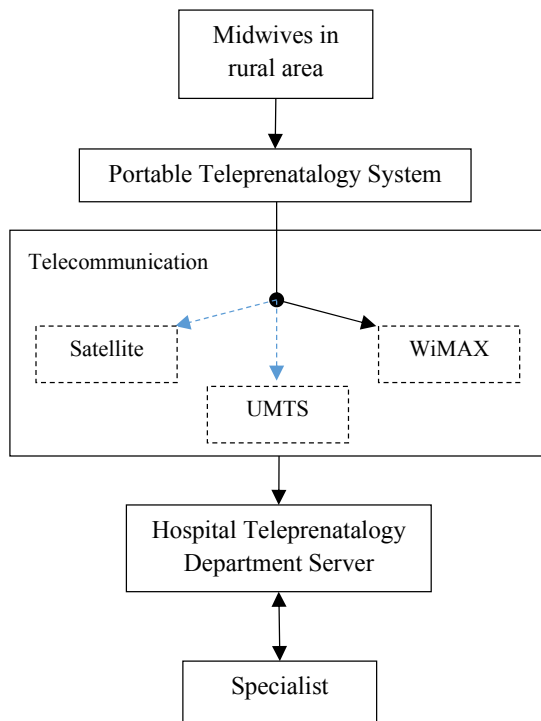 Midwives in
rural area
Portable Teleprenatalogy System
Telecommunication
Satellite
WiMAX
UMTS
Hospital Teleprenatalogy
Department Server
Specialist